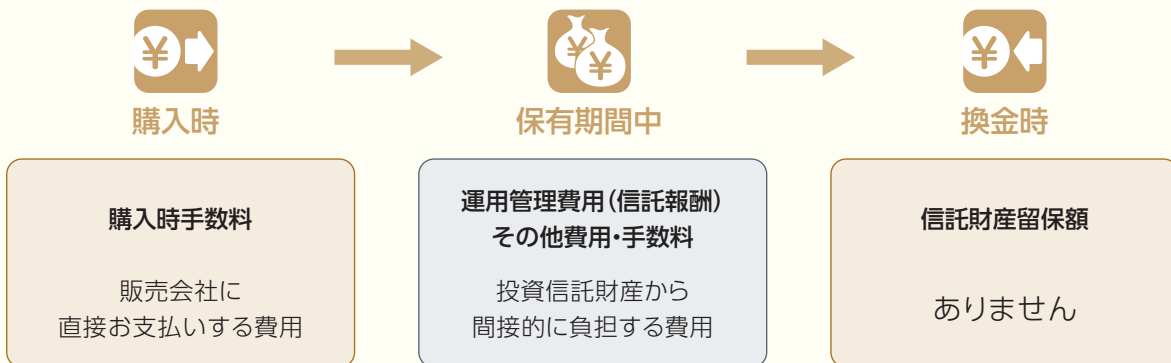 購入時
購入時手数料
販売会社に
直接お支払いする費用
保有期間中
運用管理費用(信託報酬)
その他費用・手数料
投資信託財産から
間接的に負担する費用
換金時
信託財産留保額
ありません